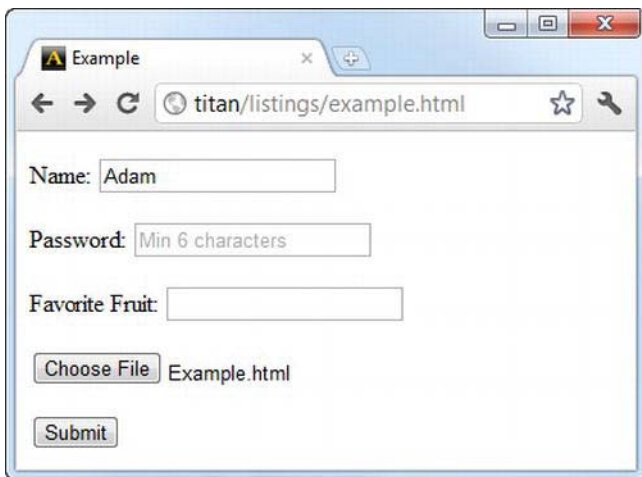 A Example
titan/listings/example.html
Name: Adam
Password: Min 6 characters
Favorite Fruit:
Choose File Example.html
Submit